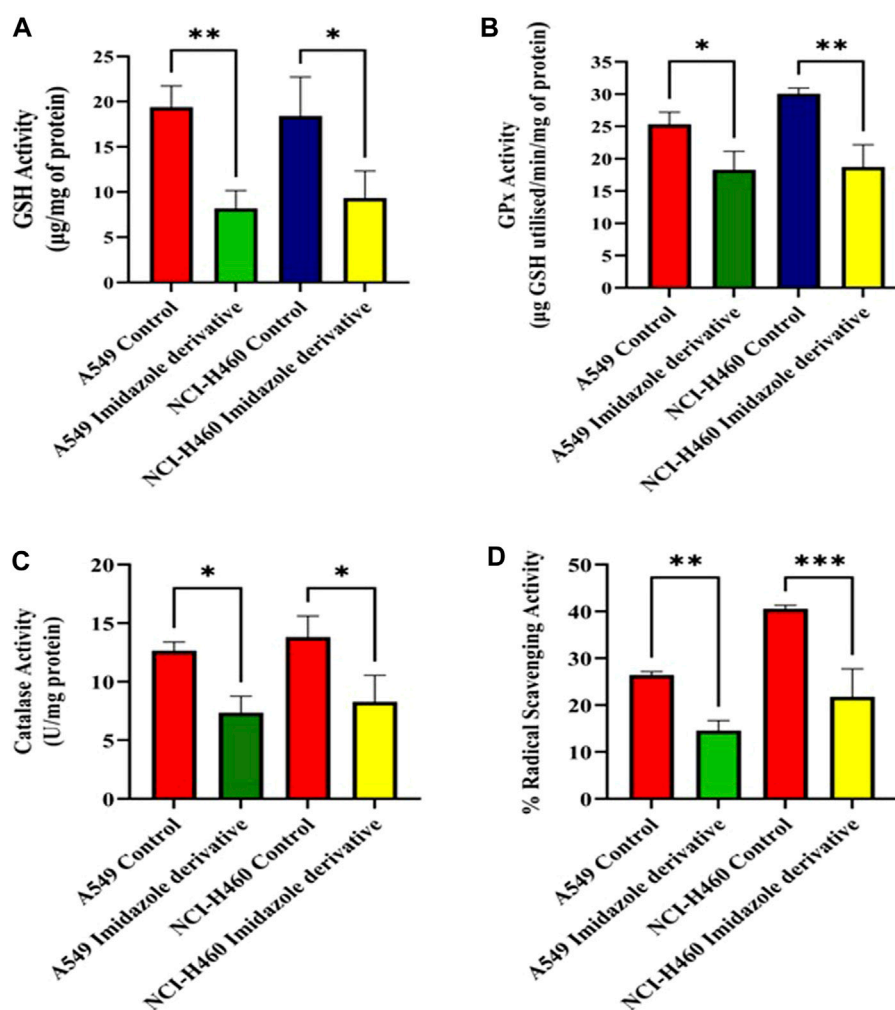 A
GSH Activity
(µg/mg of protein)
25
20
15
10
5
0
**
*
A549 Control
A549 Imidazole derivative
NCI-H460 Control
NCI-H460 Imidazole derivative
B
GPx Activity
(µg GSH utilised/min/mg of protein)
35
30
25
20
15
10
5
0
*
**
A549 Control
A549 Imidazole derivative
NCI-H460 Control
NCI-H460 Imidazole derivative
C
Catalase Activity
(U/mg protein)
20
15
10
5
0
*
*
A549 Control
A549 Imidazole derivative
NCI-H460 Control
NCI-H460 Imidazole derivative
D
% Radical Scavenging Activity
50
40
30
20
10
0
**
***
A549 Control
A549 Imidazole derivative
NCI-H460 Control
NCI-H460 Imidazole derivative